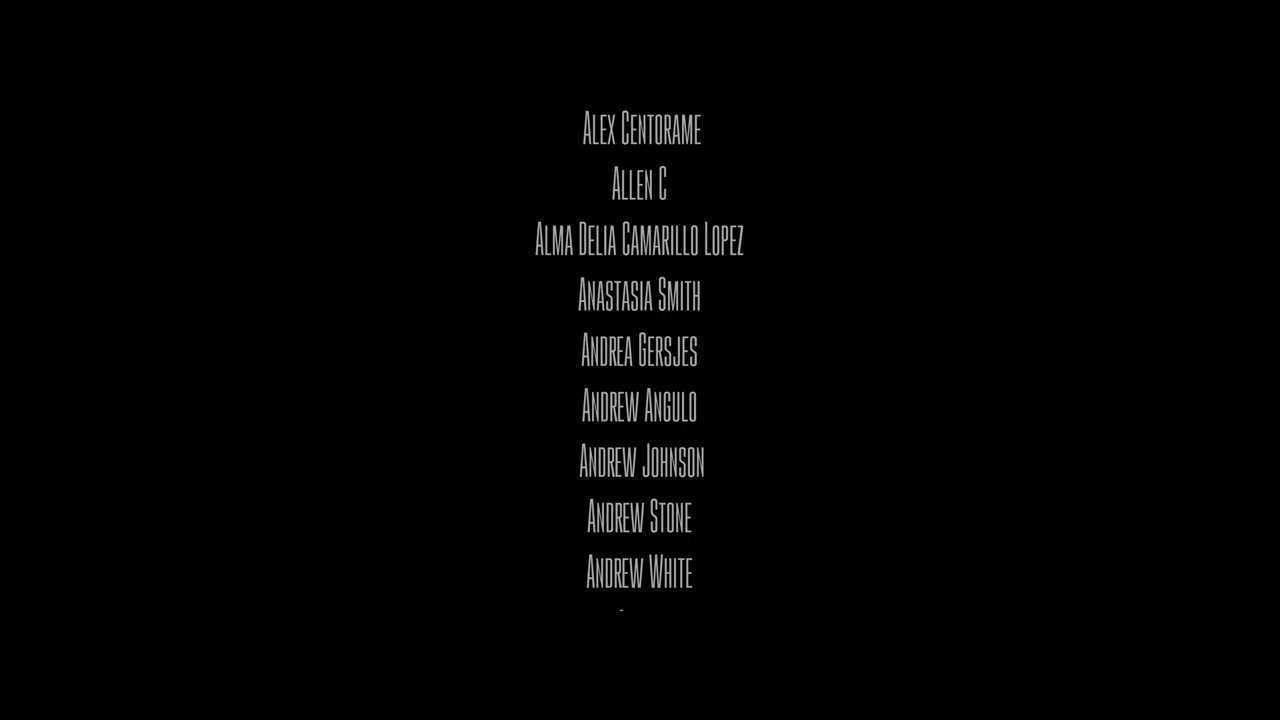 Alex Centorame
Allen C
Alma Delia Camarillo Lopez
Anastasia Smith
Andrea Gersjes
Andrew Angulo
Andrew Johnson
Andrew Stone
Andrew White